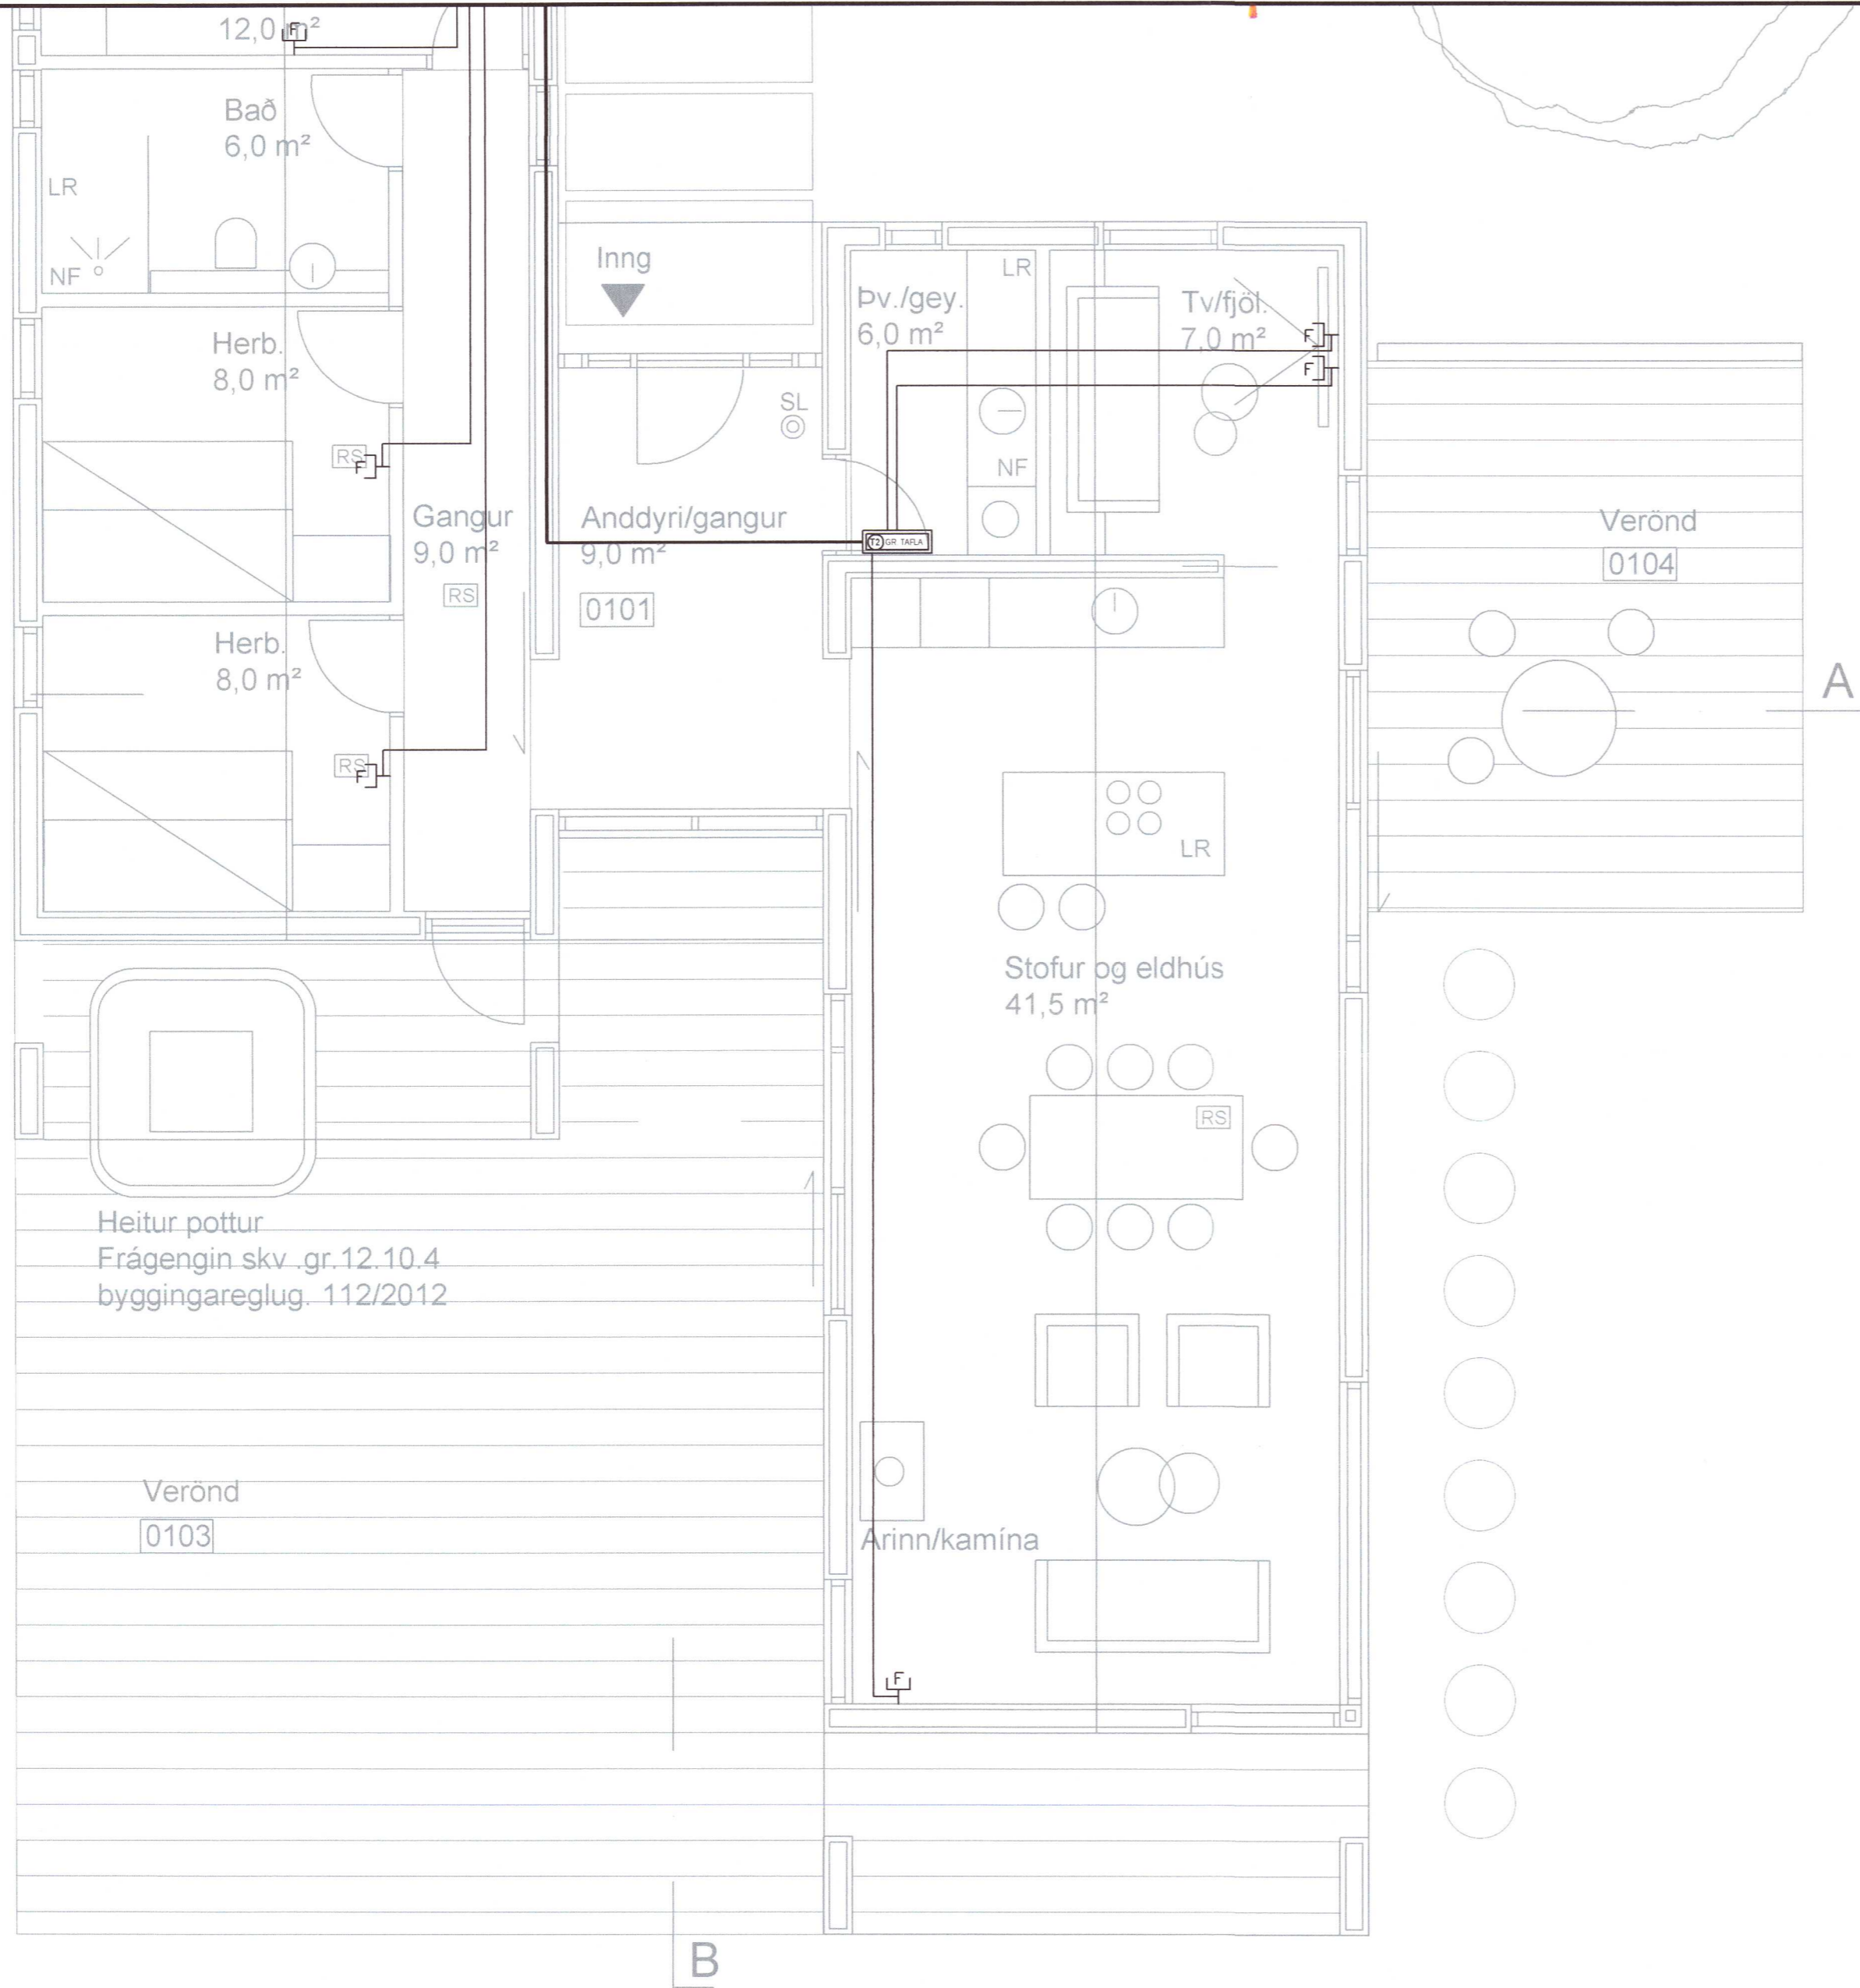 12,0 m²
F
Bað
6,0 m²
LR
NF
Inng
Þv./gey.
6,0 m²
LR
Tv/fjöl.
7,0 m²
F
F
Herb.
8,0 m²
RS
F
SL
NF
Gangur
9,0 m²
RS
Anddyri/gangur
9,0 m²
0101
T2 GR TAFLA
Verönd
0104
Herb.
8,0 m²
RS
F
A
LR
Stofur og eldhús
41,5 m²
RS
Heitur pottur
Frágengin skv .gr.12.10.4
byggingareglug. 112/2012
Verönd
0103
Arinn/kamína
F
B